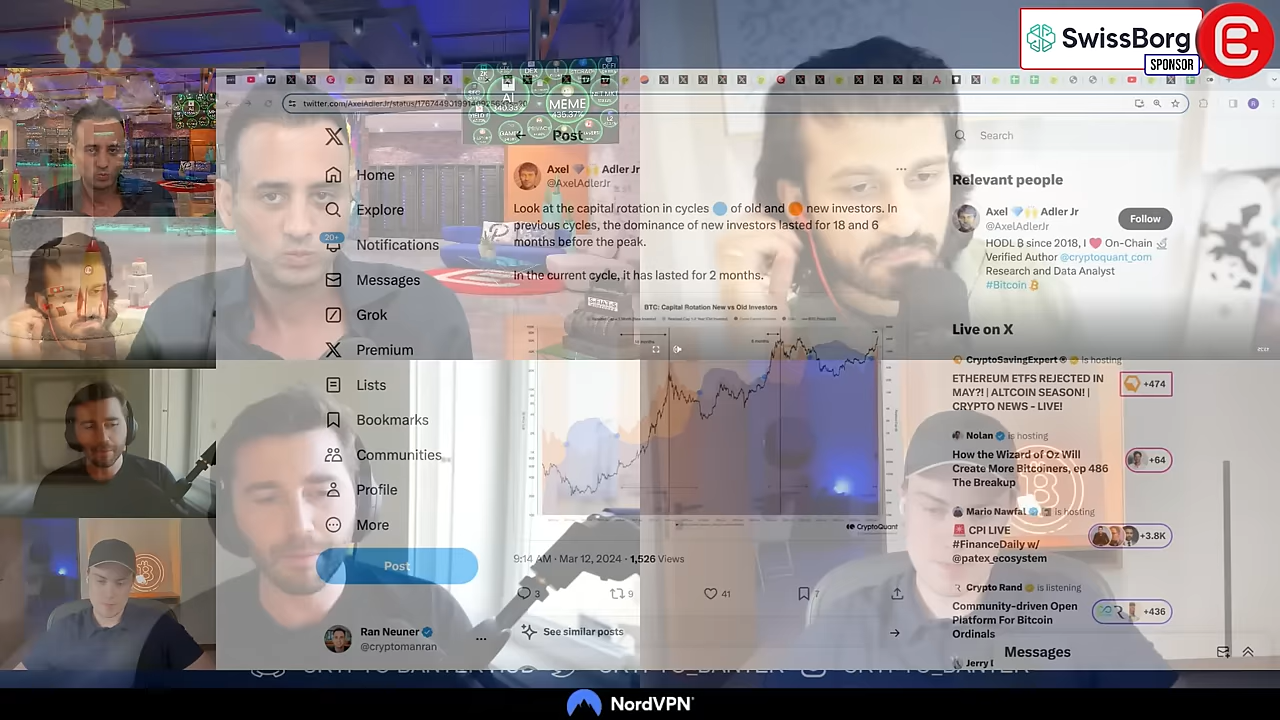 SwissBorg
SPONSOR
twitter.com/AxelAdlerJr/status/
AI
DEX
MEME
435.37%
Home
Explore
20+
Notifications
Messages
Grok
Premium
Lists
Bookmarks
Communities
Profile
More
Post
Ran Neuner
@cryptomanran
Post
Axel 💎🙌 Adler Jr
@AxelAdlerJr
Look at the capital rotation in cycles 🔵 of old and 🟠 new investors. In
previous cycles, the dominance of new investors lasted for 18 and 6
months before the peak.
In the current cycle, it has lasted for 2 months.
BTC: Capital Rotation New vs Old Investors
CryptoQuant
9:14 AM · Mar 12, 2024 · 1,526 Views
3
9
41
7
See similar posts
Search
Relevant people
Axel 💎🙌 Adler Jr
@AxelAdlerJr
Follow
HODL ₿ since 2018, I ❤️ On-Chain
Verified Author @cryptoquant_com
Research and Data Analyst
#Bitcoin
Live on X
CryptoSavingExpert ® is hosting
ETHEREUM ETFS REJECTED IN
MAY?! | ALTCOIN SEASON! |
CRYPTO NEWS - LIVE!
+474
Nolan is hosting
How the Wizard of Oz Will
Create More Bitcoiners, ep 486
The Breakup
+64
Mario Nawfal is hosting
🚨 CPI LIVE
#FinanceDaily w/
@patex_ecosystem
+3.8K
Crypto Rand is listening
Community-driven Open
Platform For Bitcoin
Ordinals
+436
Messages
CRYPTO_BANTER
NordVPN